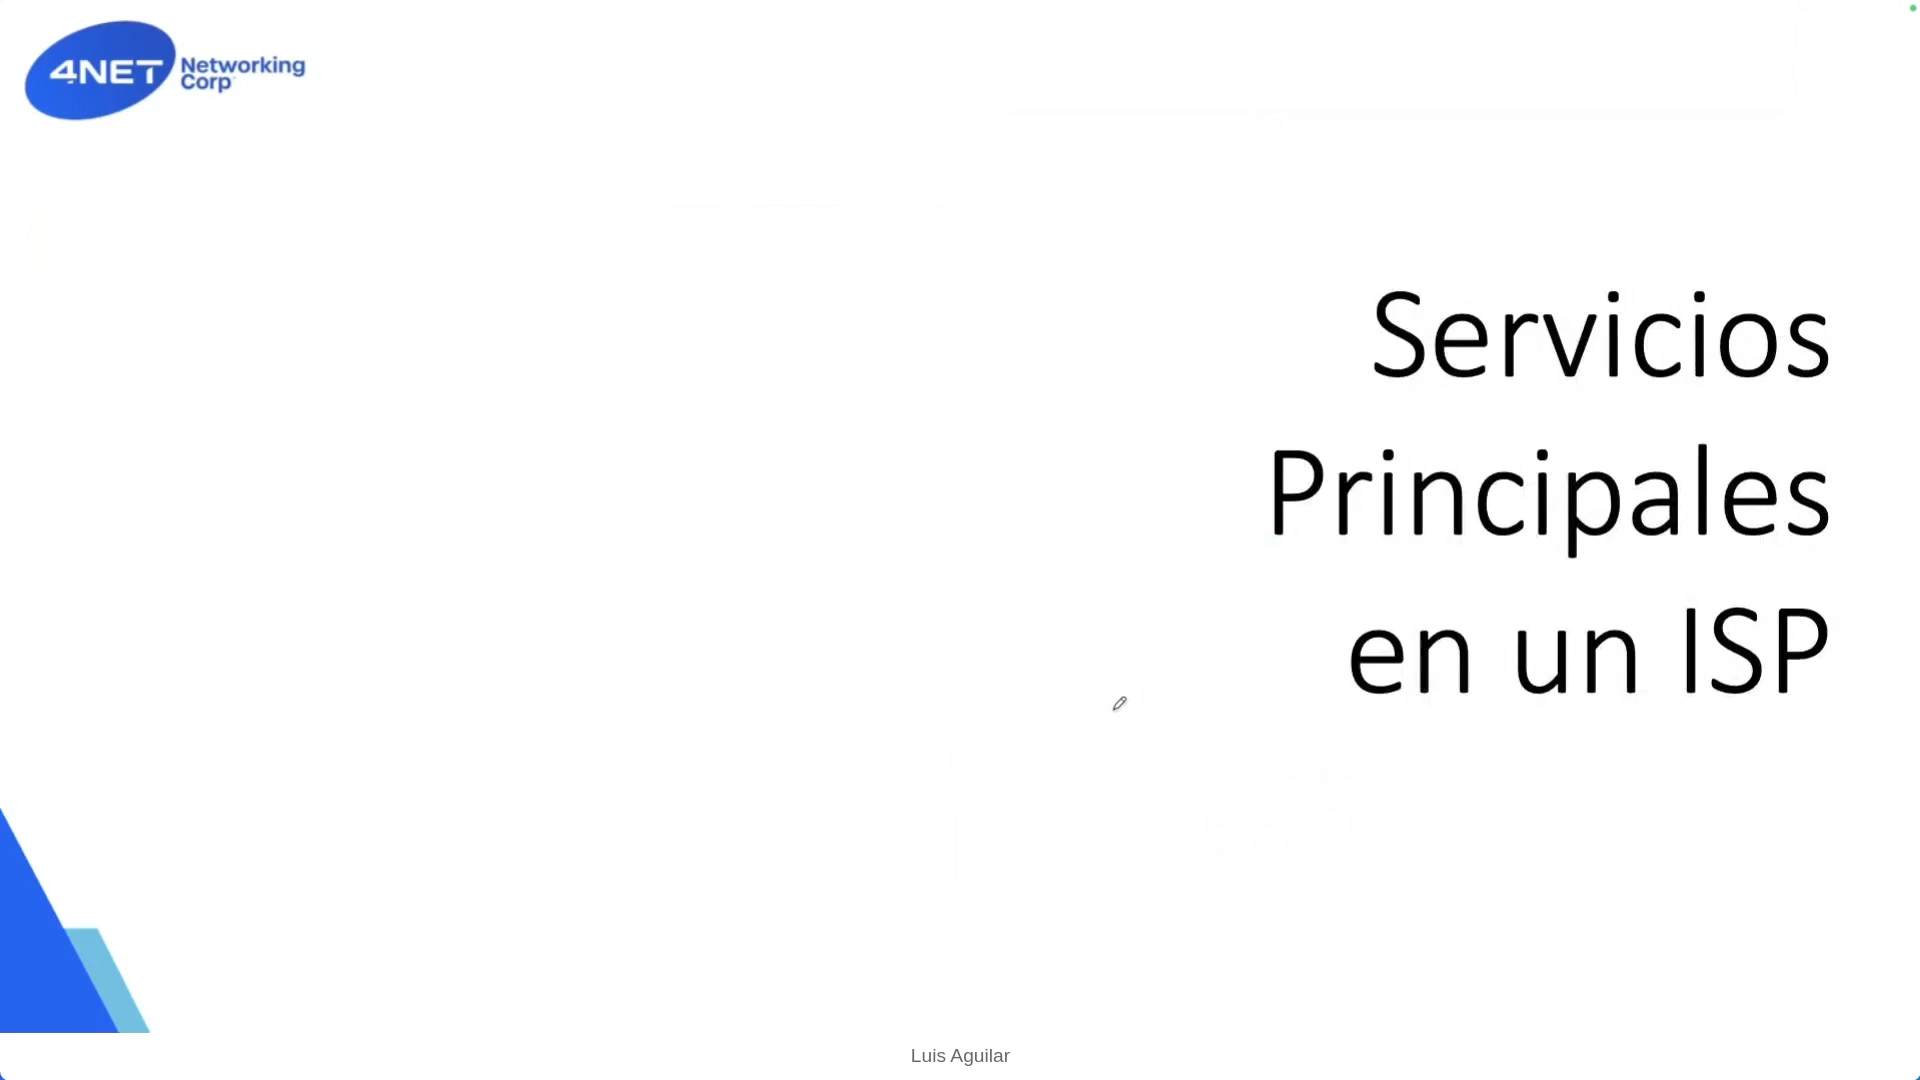 4NET Networking
Corp
Servicios
Principales
en un ISP
Luis Aguilar